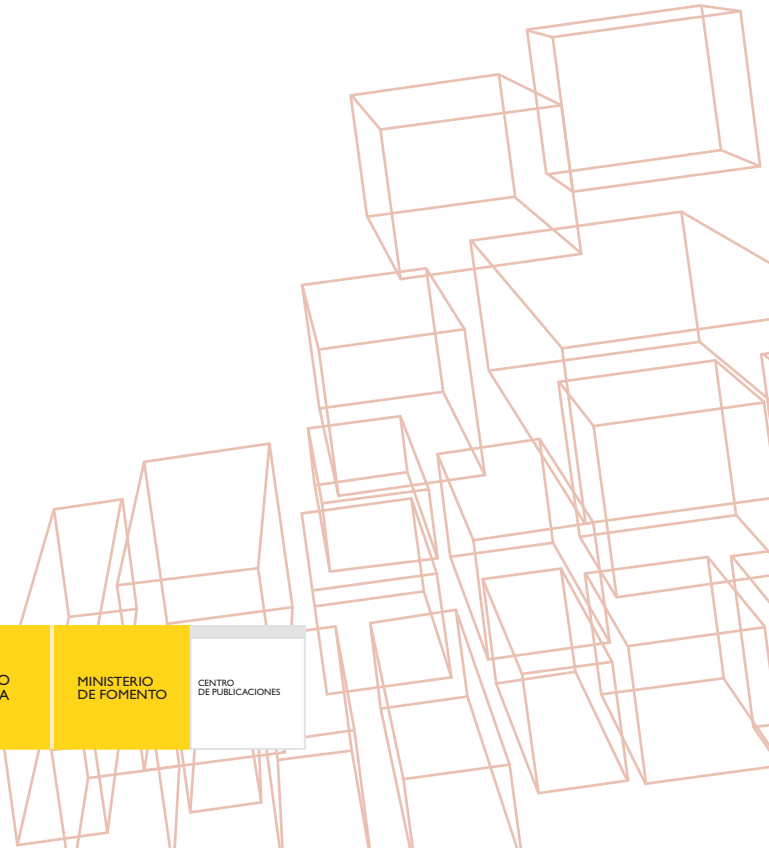 O
A
MINISTERIO
DE FOMENTO
CENTRO
DE PUBLICACIONES